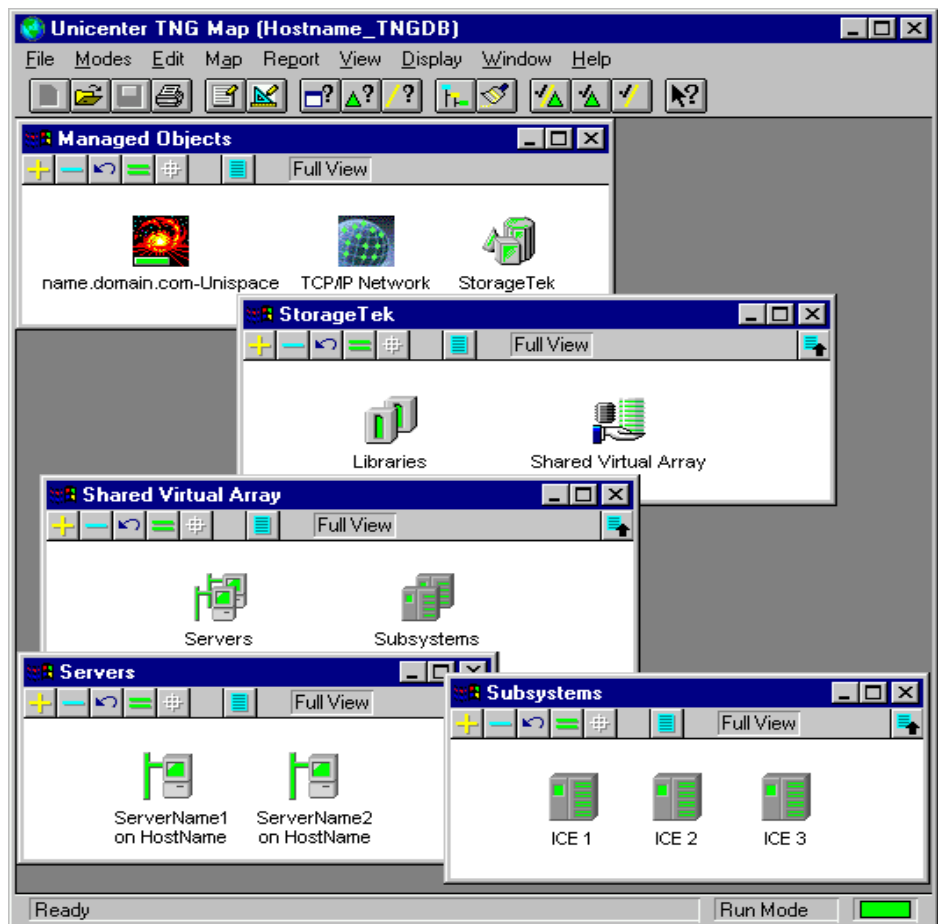 Unicenter TNG Map (Hostname_TNGDB)
File Modes Edit Map Report View Display Window Help
Managed Objects
Full View
name.domain.com-Unispace TCP/IP Network StorageTek
StorageTek
Full View
Libraries Shared Virtual Array
Shared Virtual Array
Full View
Servers Subsystems
Servers
Full View
ServerName1 on HostName
ServerName2 on HostName
Subsystems
Full View
ICE 1 ICE 2 ICE 3
Ready Run Mode